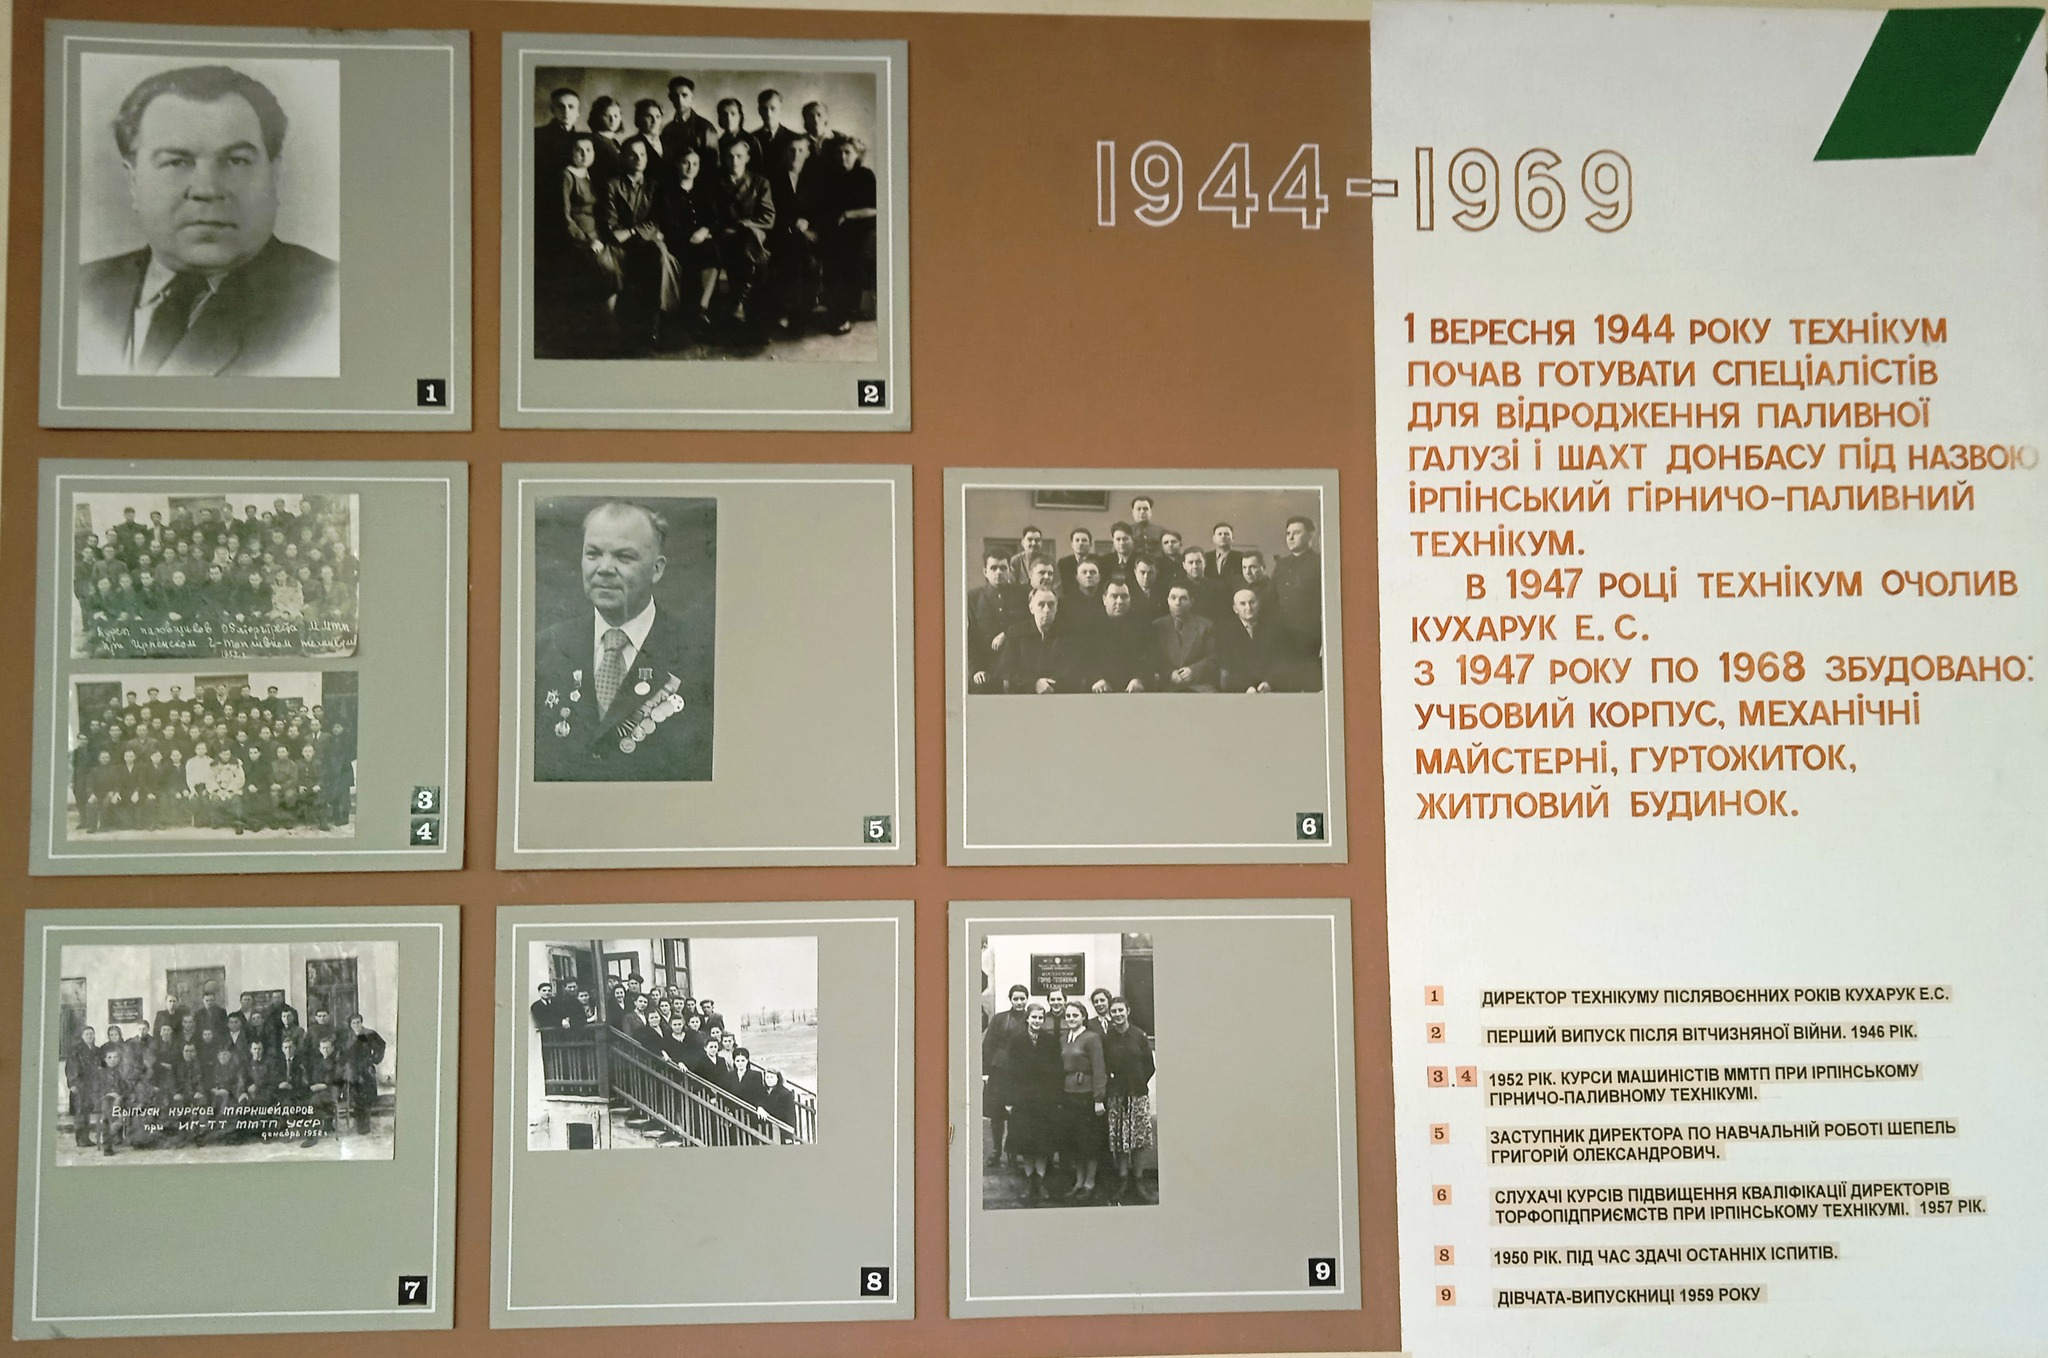 1944-1969
1 ВЕРЕСНЯ 1944 РОКУ ТЕХНІКУМ
ПОЧАВ ГОТУВАТИ СПЕЦІАЛІСТІВ
ДЛЯ ВІДРОДЖЕННЯ ПАЛИВНОЇ
ГАЛУЗІ І ШАХТ ДОНБАСУ ПІД НАЗВОЮ
ІРПІНСЬКИЙ ГІРНИЧО-ПАЛИВНИЙ
ТЕХНІКУМ.
В 1947 РОЦІ ТЕХНІКУМ ОЧОЛИВ
КУХАРУК Е. С.
З 1947 РОКУ ПО 1968 ЗБУДОВАНО:
УЧБОВИЙ КОРПУС, МЕХАНІЧНІ
МАЙСТЕРНІ, ГУРТОЖИТОК,
ЖИТЛОВИЙ БУДИНОК.
1 ДИРЕКТОР ТЕХНІКУМУ ПІСЛЯВОЄННИХ РОКІВ КУХАРУК Е.С.
2 ПЕРШИЙ ВИПУСК ПІСЛЯ ВІТЧИЗНЯНОЇ ВІЙНИ. 1946 РІК.
3.4 1952 РІК. КУРСИ МАШИНІСТІВ ММТП ПРИ ІРПІНСЬКОМУ
ГІРНИЧО-ПАЛИВНОМУ ТЕХНІКУМІ.
5 ЗАСТУПНИК ДИРЕКТОРА ПО НАВЧАЛЬНІЙ РОБОТІ ШЕПЕЛЬ
ГРИГОРІЙ ОЛЕКСАНДРОВИЧ.
6 СЛУХАЧІ КУРСІВ ПІДВИЩЕННЯ КВАЛІФІКАЦІЇ ДИРЕКТОРІВ
ТОРФОПІДПРИЄМСТВ ПРИ ІРПІНСЬКОМУ ТЕХНІКУМІ. 1957 РІК.
8 1950 РІК. ПІД ЧАС ЗДАЧІ ОСТАННІХ ІСПИТІВ.
9 ДІВЧАТА-ВИПУСКНИЦІ 1959 РОКУ
1
2
при Ирпенском
1952 г.
3
4
5
6
ВЫПУСК КУРСОВ МАРКШЕЙДЕРОВ
при ИГ-ТТ ММТП УССР
декабрь 1952 г.
7
8
ГОРНО-ТОПЛИВНЫЙ
ТЕХНИКУМ
9